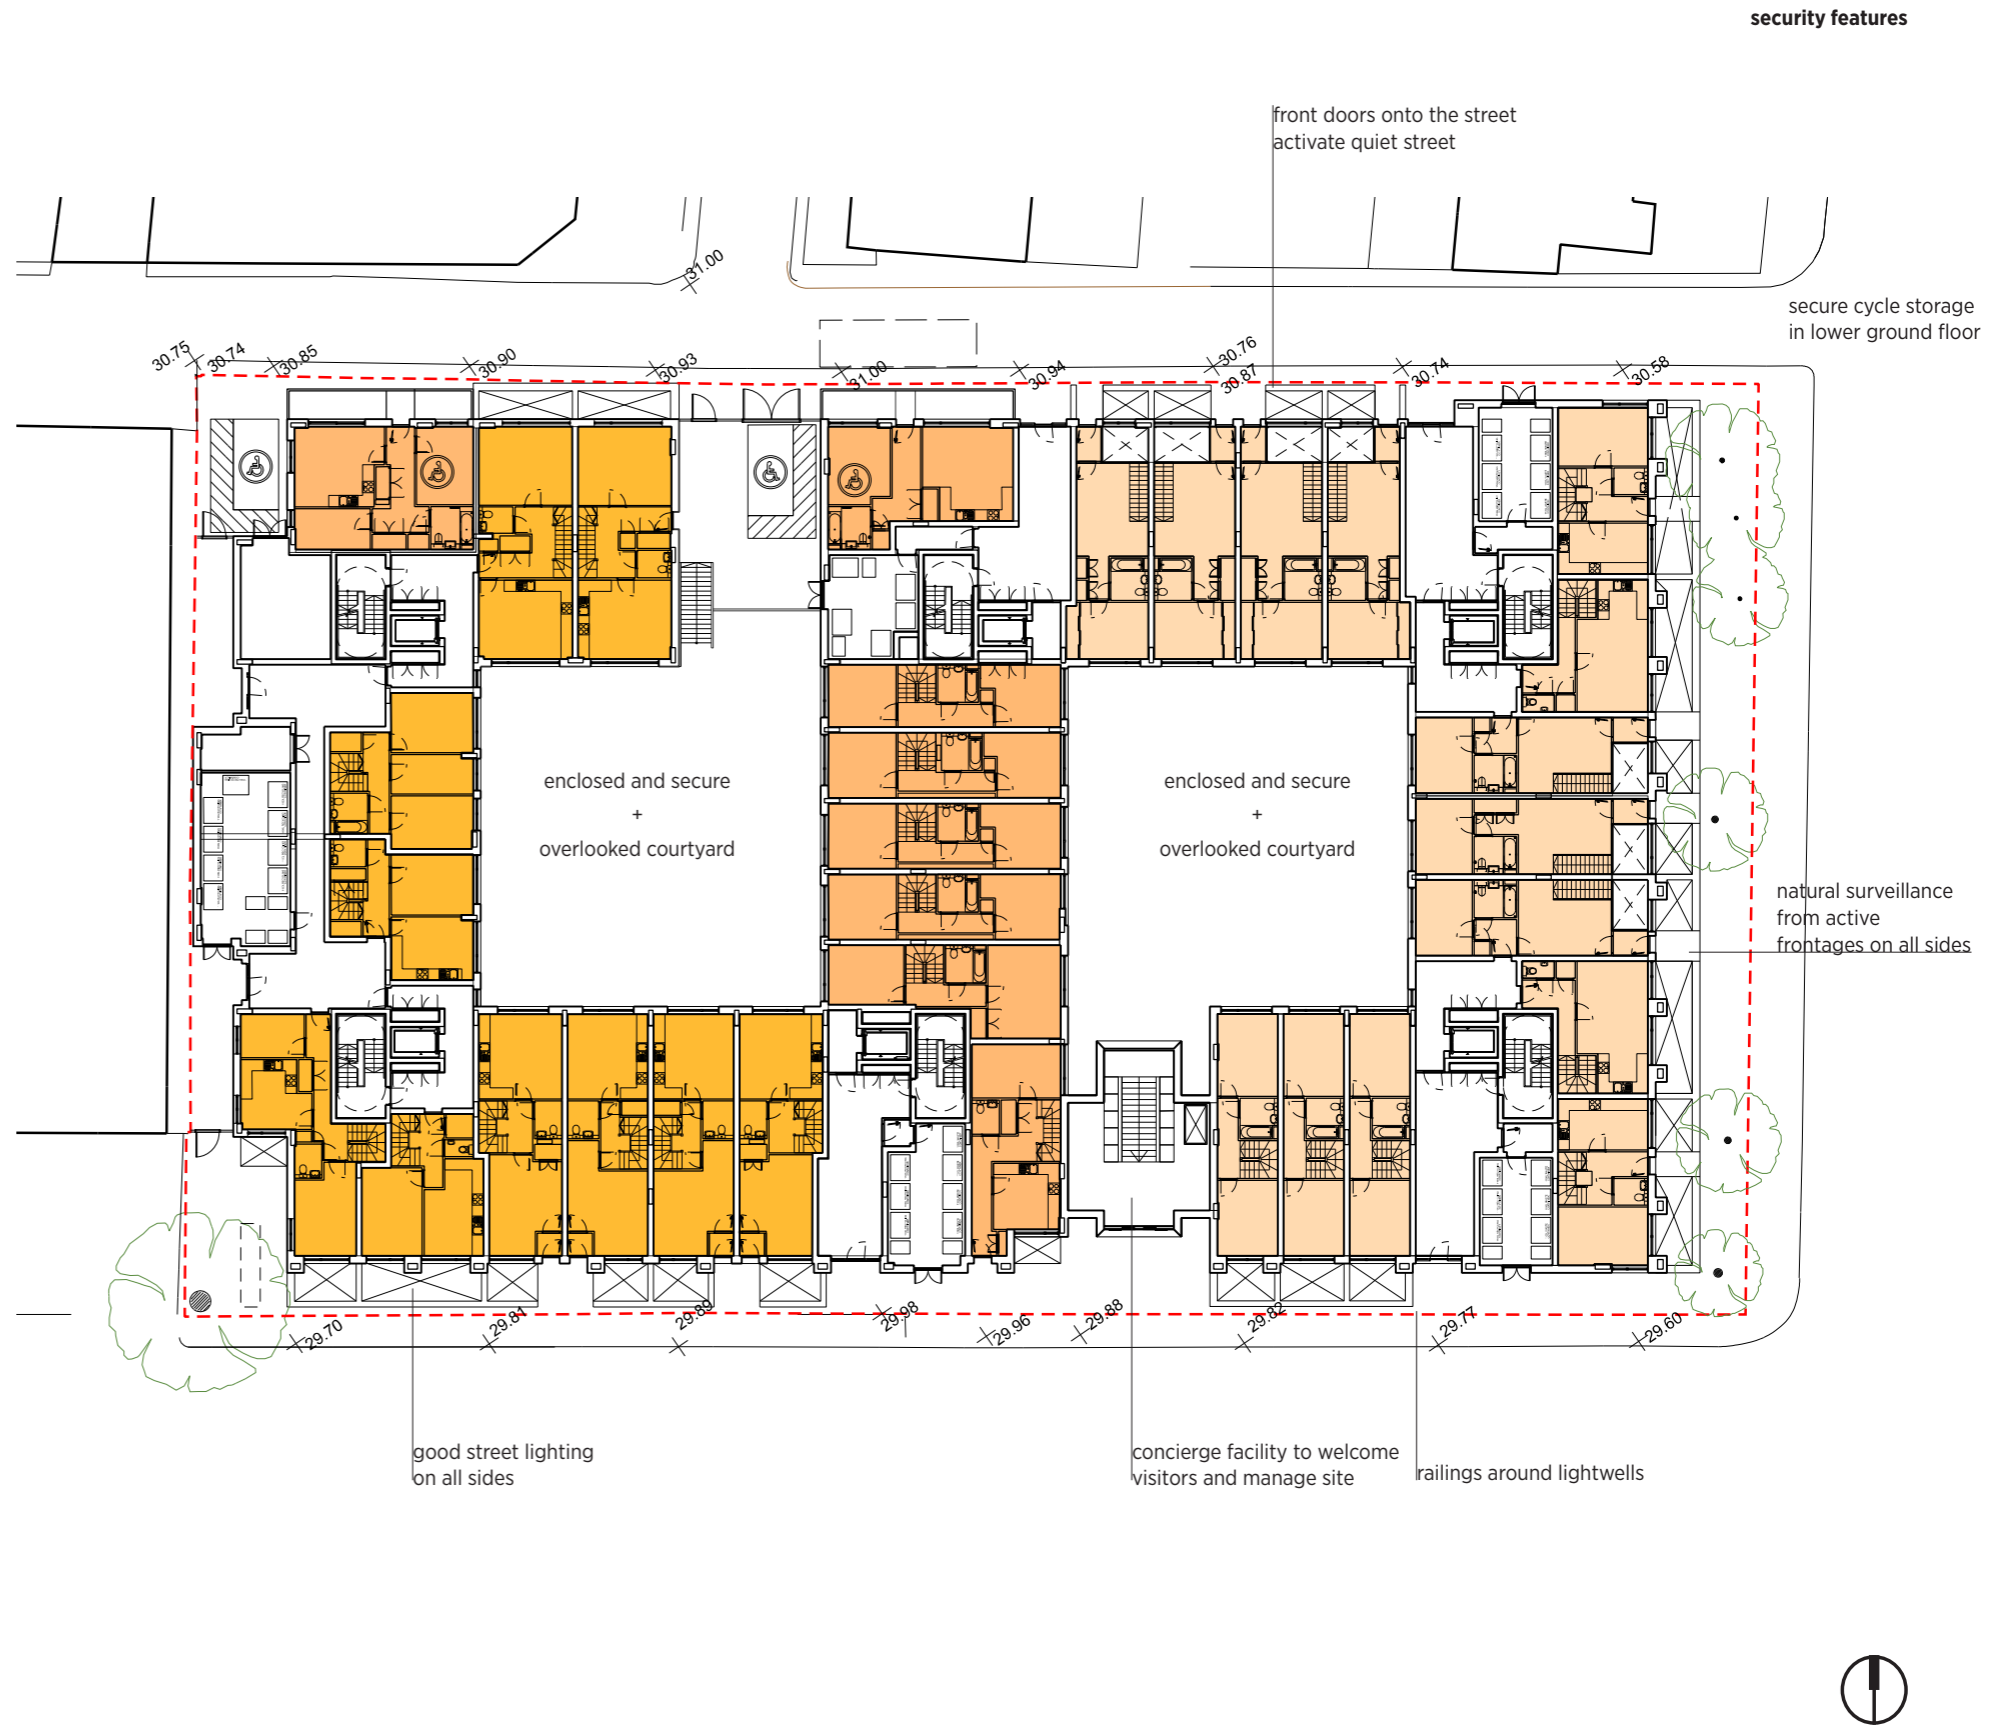 security features
front doors onto the street
activate quiet street
31.00
secure cycle storage
in lower ground floor
30.75
30.74
30.85
30.90
30.93
31.00
30.94
30.76
30.87
30.74
30.58
enclosed and secure
+
overlooked courtyard
enclosed and secure
+
overlooked courtyard
natural surveillance
from active
frontages on all sides
29.70
29.81
29.89
29.98
29.96
29.88
29.82
29.77
29.60
good street lighting
on all sides
concierge facility to welcome
visitors and manage site
railings around lightwells